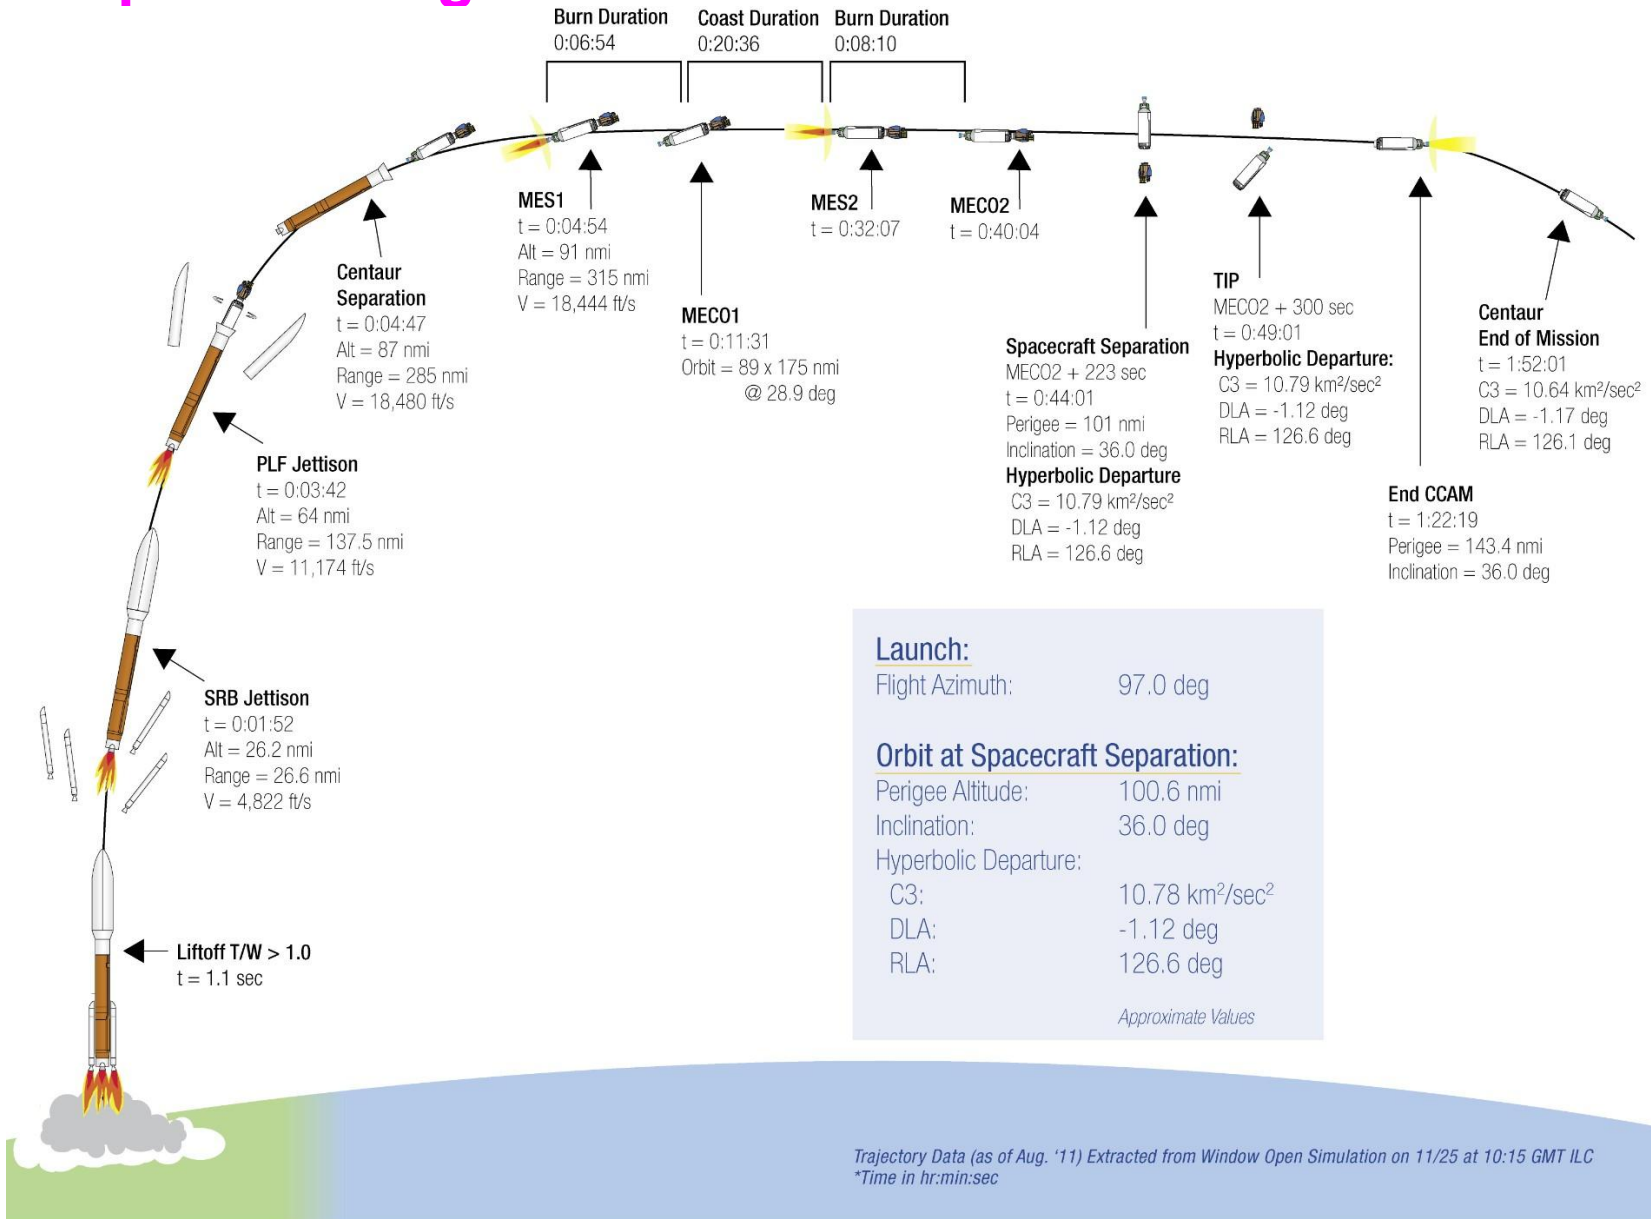 Burn Duration
0:06:54
Coast Duration
0:20:36
Burn Duration
0:08:10
MES1
t = 0:04:54
Alt = 91 nmi
Range = 315 nmi
V = 18,444 ft/s
MECO1
t = 0:11:31
Orbit = 89 x 175 nmi
@ 28.9 deg
MES2
t = 0:32:07
MECO2
t = 0:40:04
Spacecraft Separation
MECO2 + 223 sec
t = 0:44:01
Perigee = 101 nmi
Inclination = 36.0 deg
Hyperbolic Departure
C3 = 10.79 km²/sec²
DLA = -1.12 deg
RLA = 126.6 deg
TIP
MECO2 + 300 sec
t = 0:49:01
Hyperbolic Departure:
C3 = 10.79 km²/sec²
DLA = -1.12 deg
RLA = 126.6 deg
End CCAM
t = 1:22:19
Perigee = 143.4 nmi
Inclination = 36.0 deg
Centaur
End of Mission
t = 1:52:01
C3 = 10.64 km²/sec²
DLA = -1.17 deg
RLA = 126.1 deg
Centaur
Separation
t = 0:04:47
Alt = 87 nmi
Range = 285 nmi
V = 18,480 ft/s
PLF Jettison
t = 0:03:42
Alt = 64 nmi
Range = 137.5 nmi
V = 11,174 ft/s
SRB Jettison
t = 0:01:52
Alt = 26.2 nmi
Range = 26.6 nmi
V = 4,822 ft/s
Liftoff T/W > 1.0
t = 1.1 sec
Launch:
Flight Azimuth: 97.0 deg
Orbit at Spacecraft Separation:
Perigee Altitude: 100.6 nmi
Inclination: 36.0 deg
Hyperbolic Departure:
C3: 10.78 km²/sec²
DLA: -1.12 deg
RLA: 126.6 deg
Approximate Values
Trajectory Data (as of Aug. '11) Extracted from Window Open Simulation on 11/25 at 10:15 GMT ILC
*Time in hr:min:sec